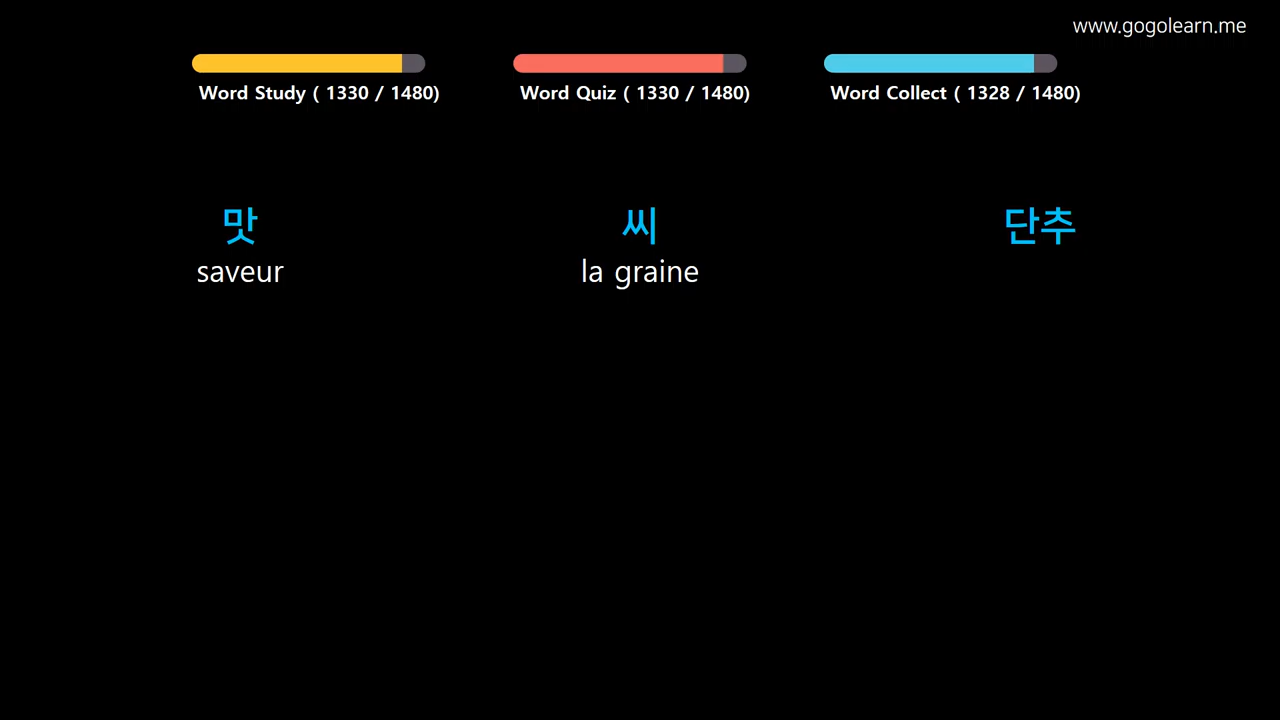 www.gogolearn.me
Word Study ( 1330 / 1480)
Word Quiz ( 1330 / 1480)
Word Collect ( 1328 / 1480)
맛
saveur
씨
la graine
단추